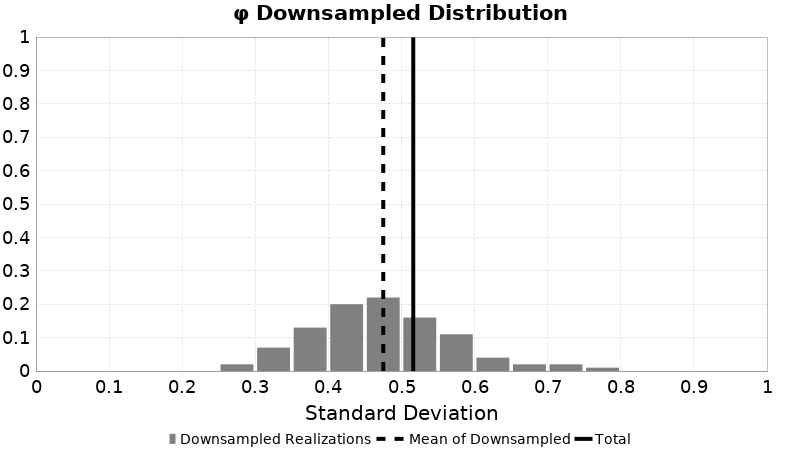 φ Downsampled Distribution
1
0.9
0.8
0.7
0.6
0.5
0.4
0.3
0.2
0.1
0
0 0.1 0.2 0.3 0.4 0.5 0.6 0.7 0.8 0.9 1
Standard Deviation
Downsampled Realizations Mean of Downsampled Total